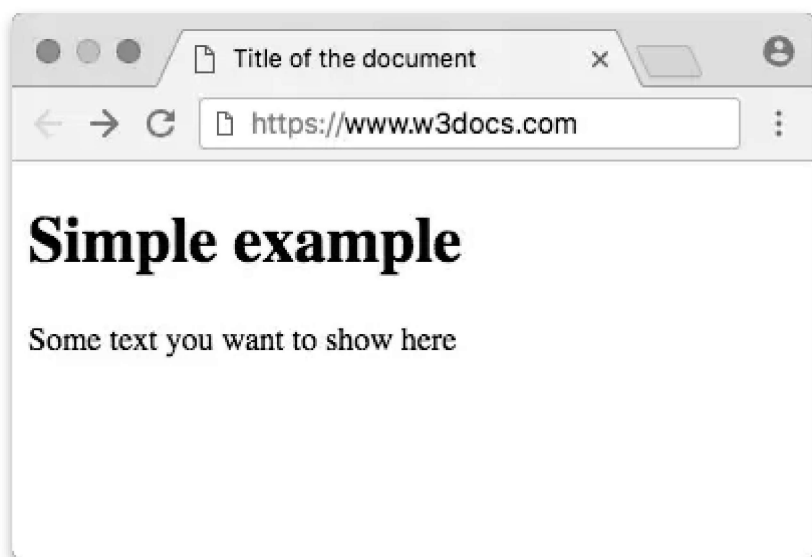 Title of the document
https://www.w3docs.com
Simple example
Some text you want to show here